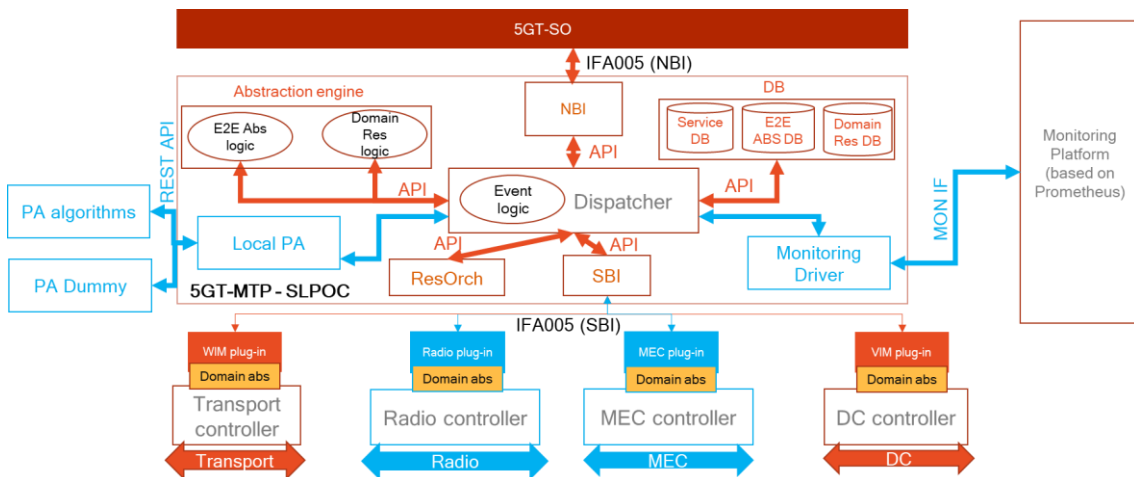 5GT-SO
IFA005 (NBI)
Abstraction engine
E2E Abs
logic
Domain
Res logic
NBI
DB
Service
DB
E2E
ABS DB
Domain
Res DB
Monitoring
Platform
(based on
Prometheus)
REST API
API
API
API
Event
logic
Dispatcher
MON IF
PA algorithms
Local PA
PA Dummy
API
API
ResOrch
SBI
Monitoring
Driver
5GT-MTP - SLPOC
IFA005 (SBI)
WIM plug-in
Radio plug-in
MEC plug-in
VIM plug-in
Domain abs
Domain abs
Domain abs
Domain abs
Transport
controller
Radio controller
MEC controller
DC controller
Transport
Radio
MEC
DC